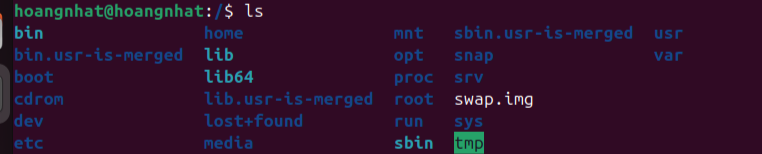 hoangnhat@hoangnhat:/$ ls
bin home mnt sbin.usr-is-merged usr
bin.usr-is-merged lib opt snap var
boot lib64 proc srv
cdrom lib.usr-is-merged root swap.img
dev lost+found run sys
etc media sbin tmp